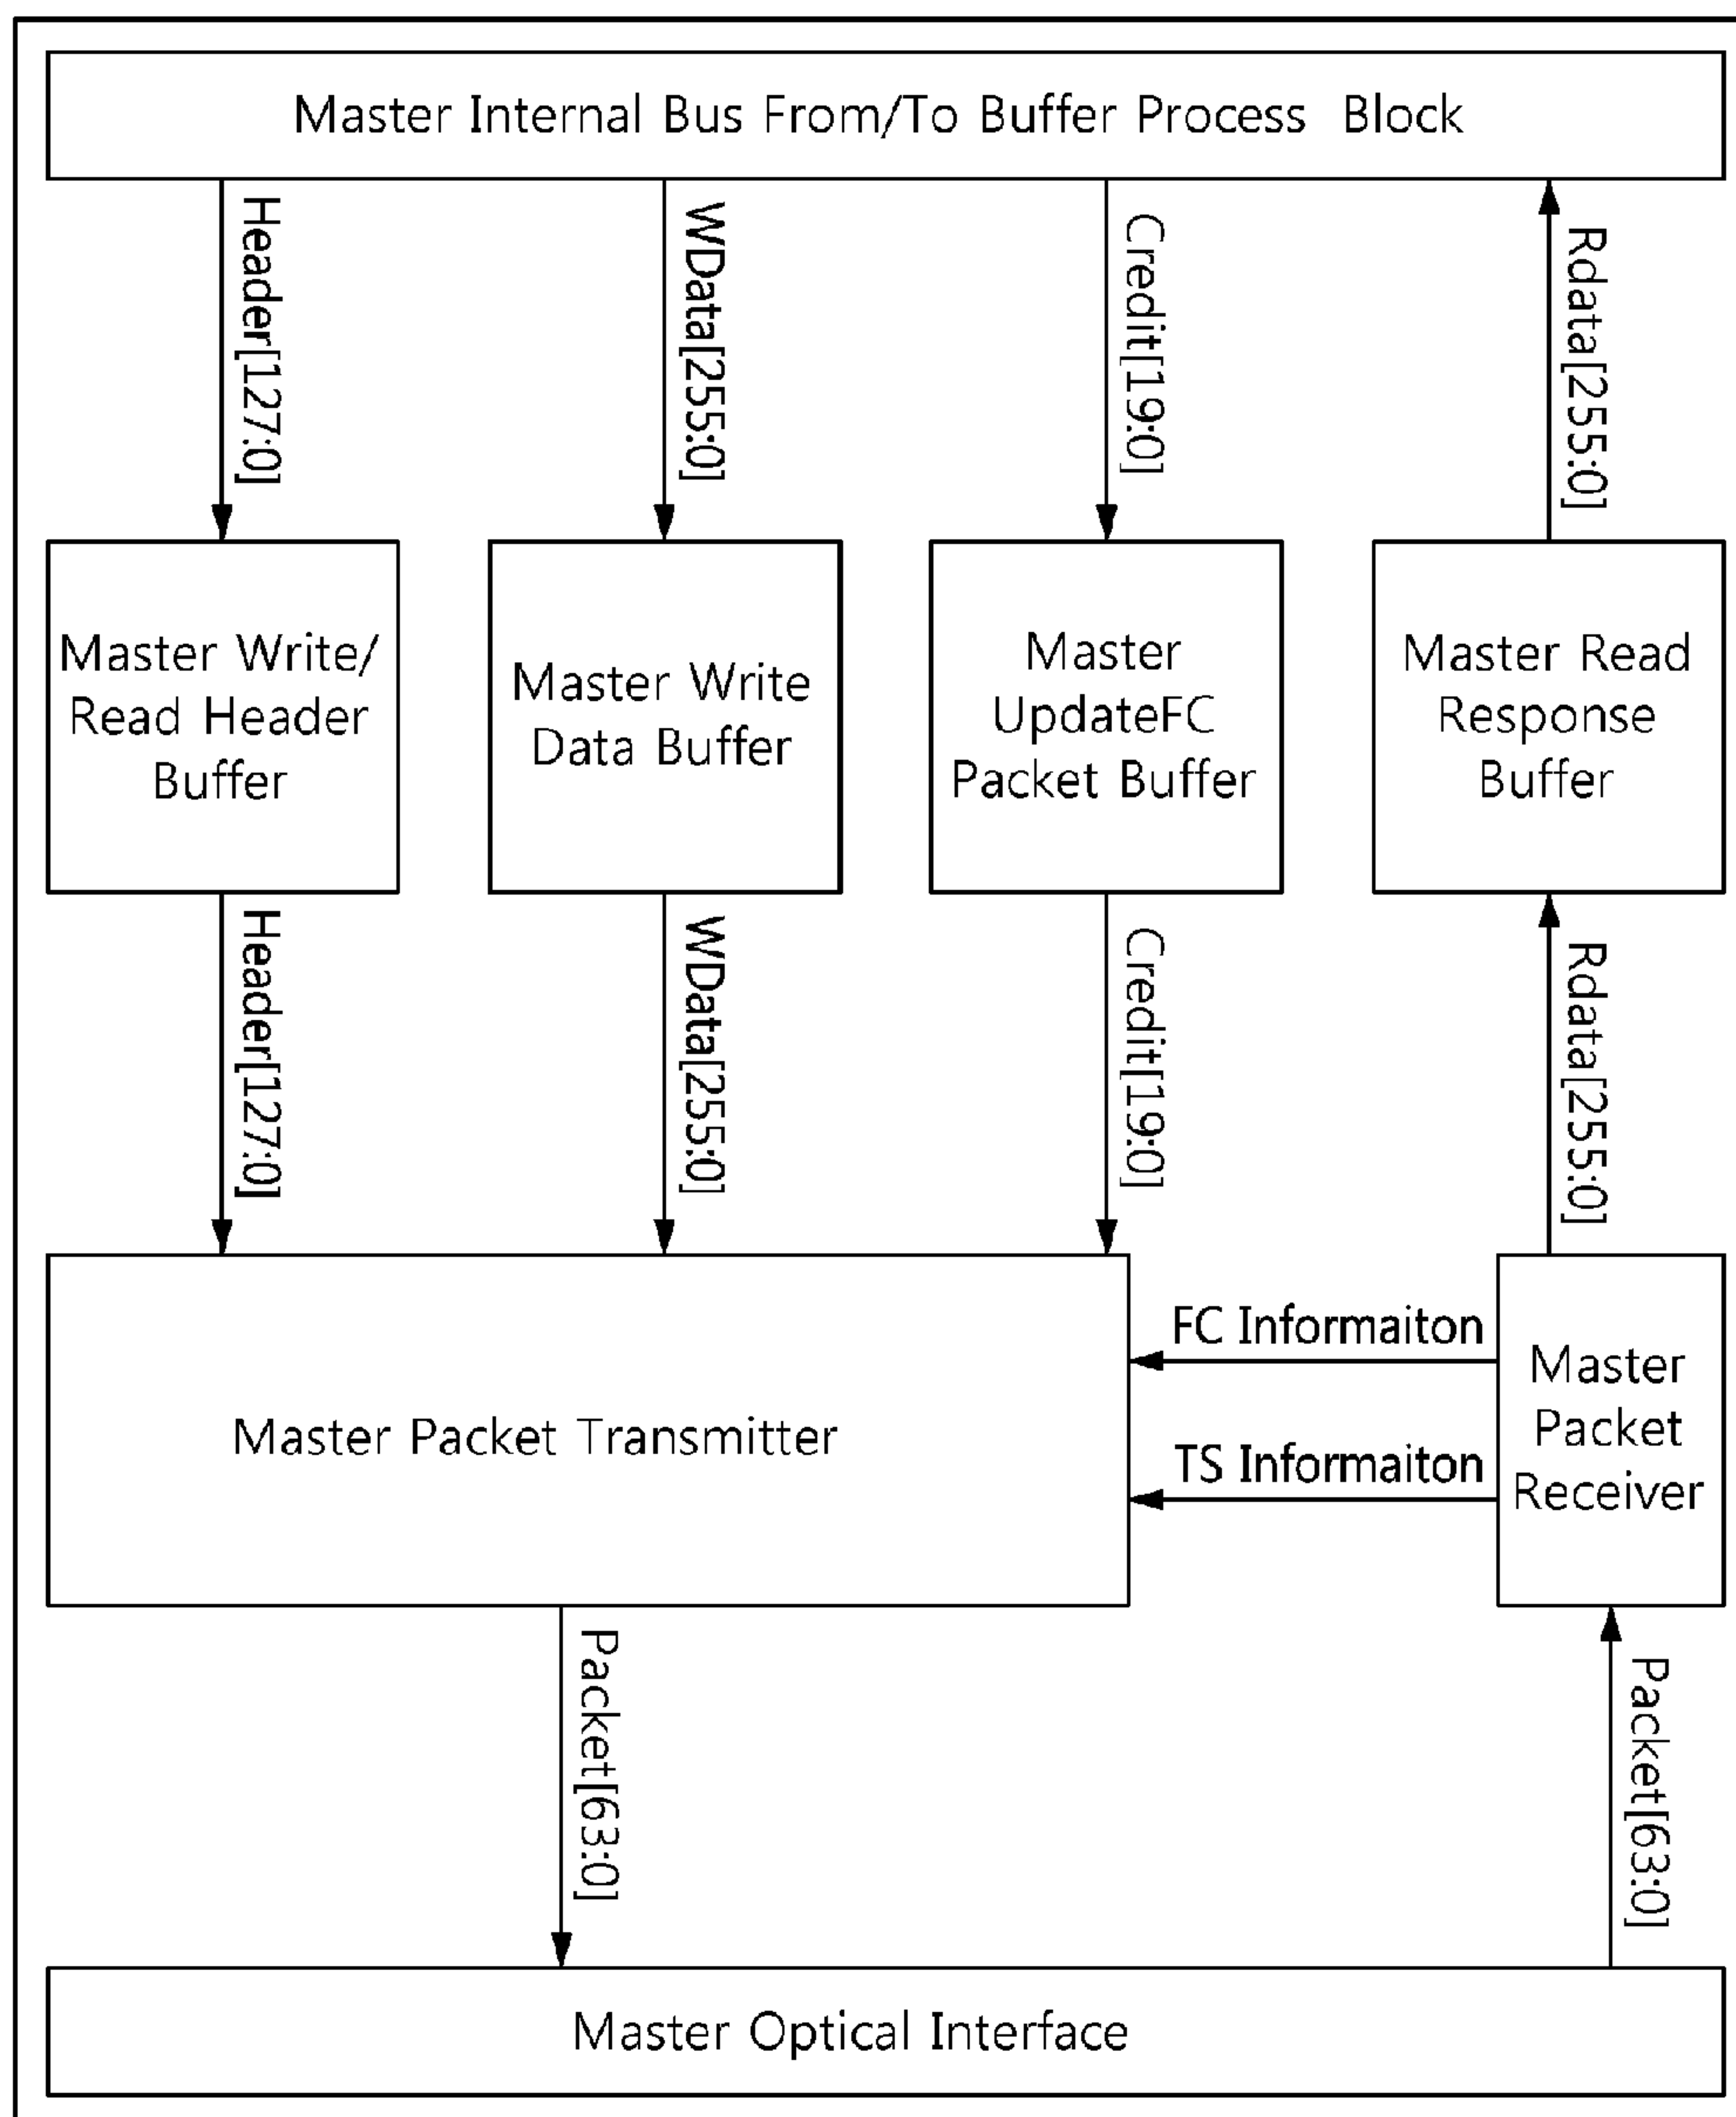 Master Internal Bus From/To Buffer Process Block
Header[127:0]
WData[255:0]
Credit[19:0]
Rdata[255:0]
Master Write/
Read Header
Buffer
Master Write
Data Buffer
Master
UpdateFC
Packet Buffer
Master Read
Response
Buffer
Header[127:0]
WData[255:0]
Credit[19:0]
Rdata[255:0]
Master Packet Transmitter
FC Informaiton
TS Informaiton
Master
Packet
Receiver
Packet[63:0]
Packet[63:0]
Master Optical Interface